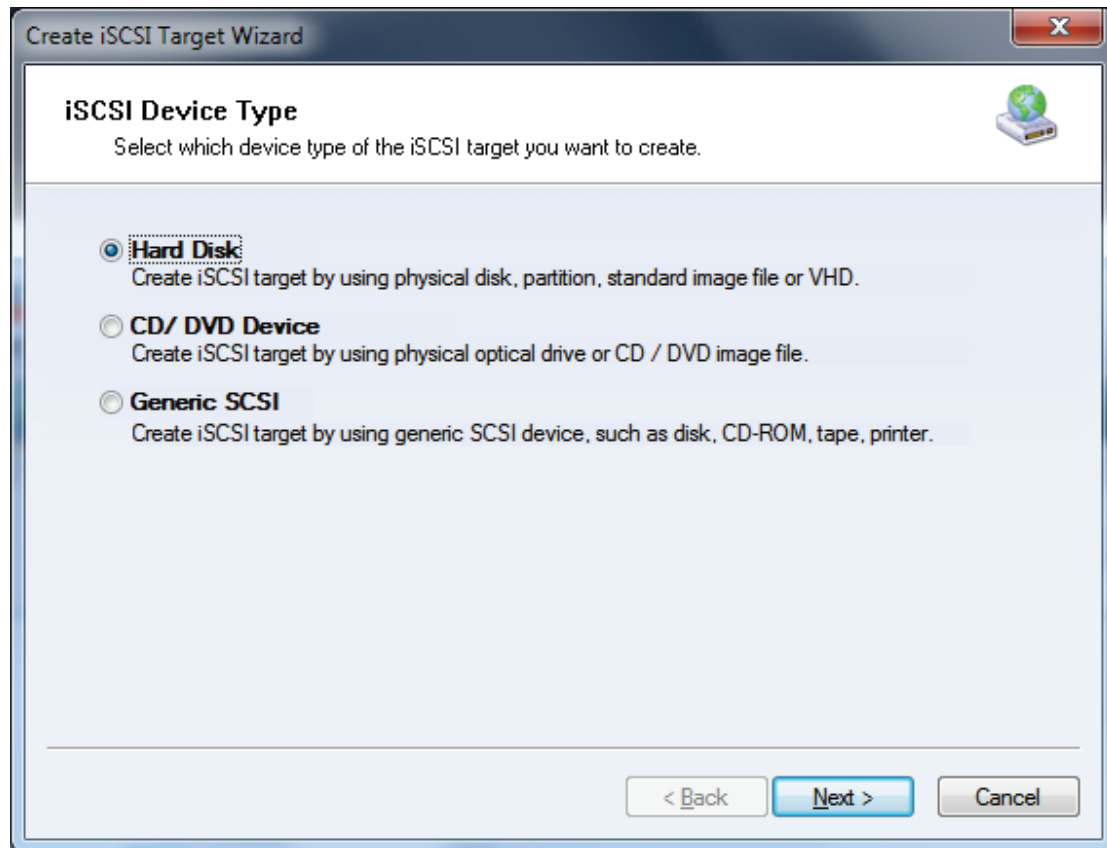 Create iSCSI Target Wizard
iSCSI Device Type
Select which device type of the iSCSI target you want to create.
Hard Disk
Create iSCSI target by using physical disk, partition, standard image file or VHD.
CD/ DVD Device
Create iSCSI target by using physical optical drive or CD / DVD image file.
Generic SCSI
Create iSCSI target by using generic SCSI device, such as disk, CD-ROM, tape, printer.
< Back Next > Cancel